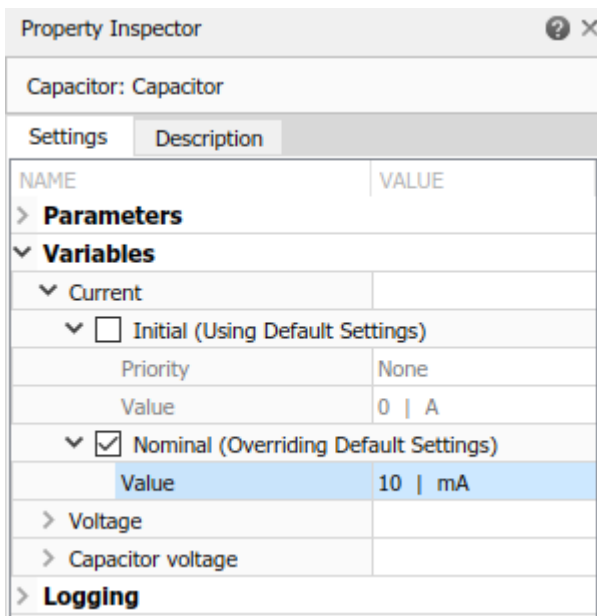 Property Inspector
Capacitor: Capacitor
Settings Description
NAME VALUE
Parameters
Variables
Current
Initial (Using Default Settings)
Priority None
Value 0 | A
Nominal (Overriding Default Settings)
Value 10 | mA
Voltage
Capacitor voltage
Logging